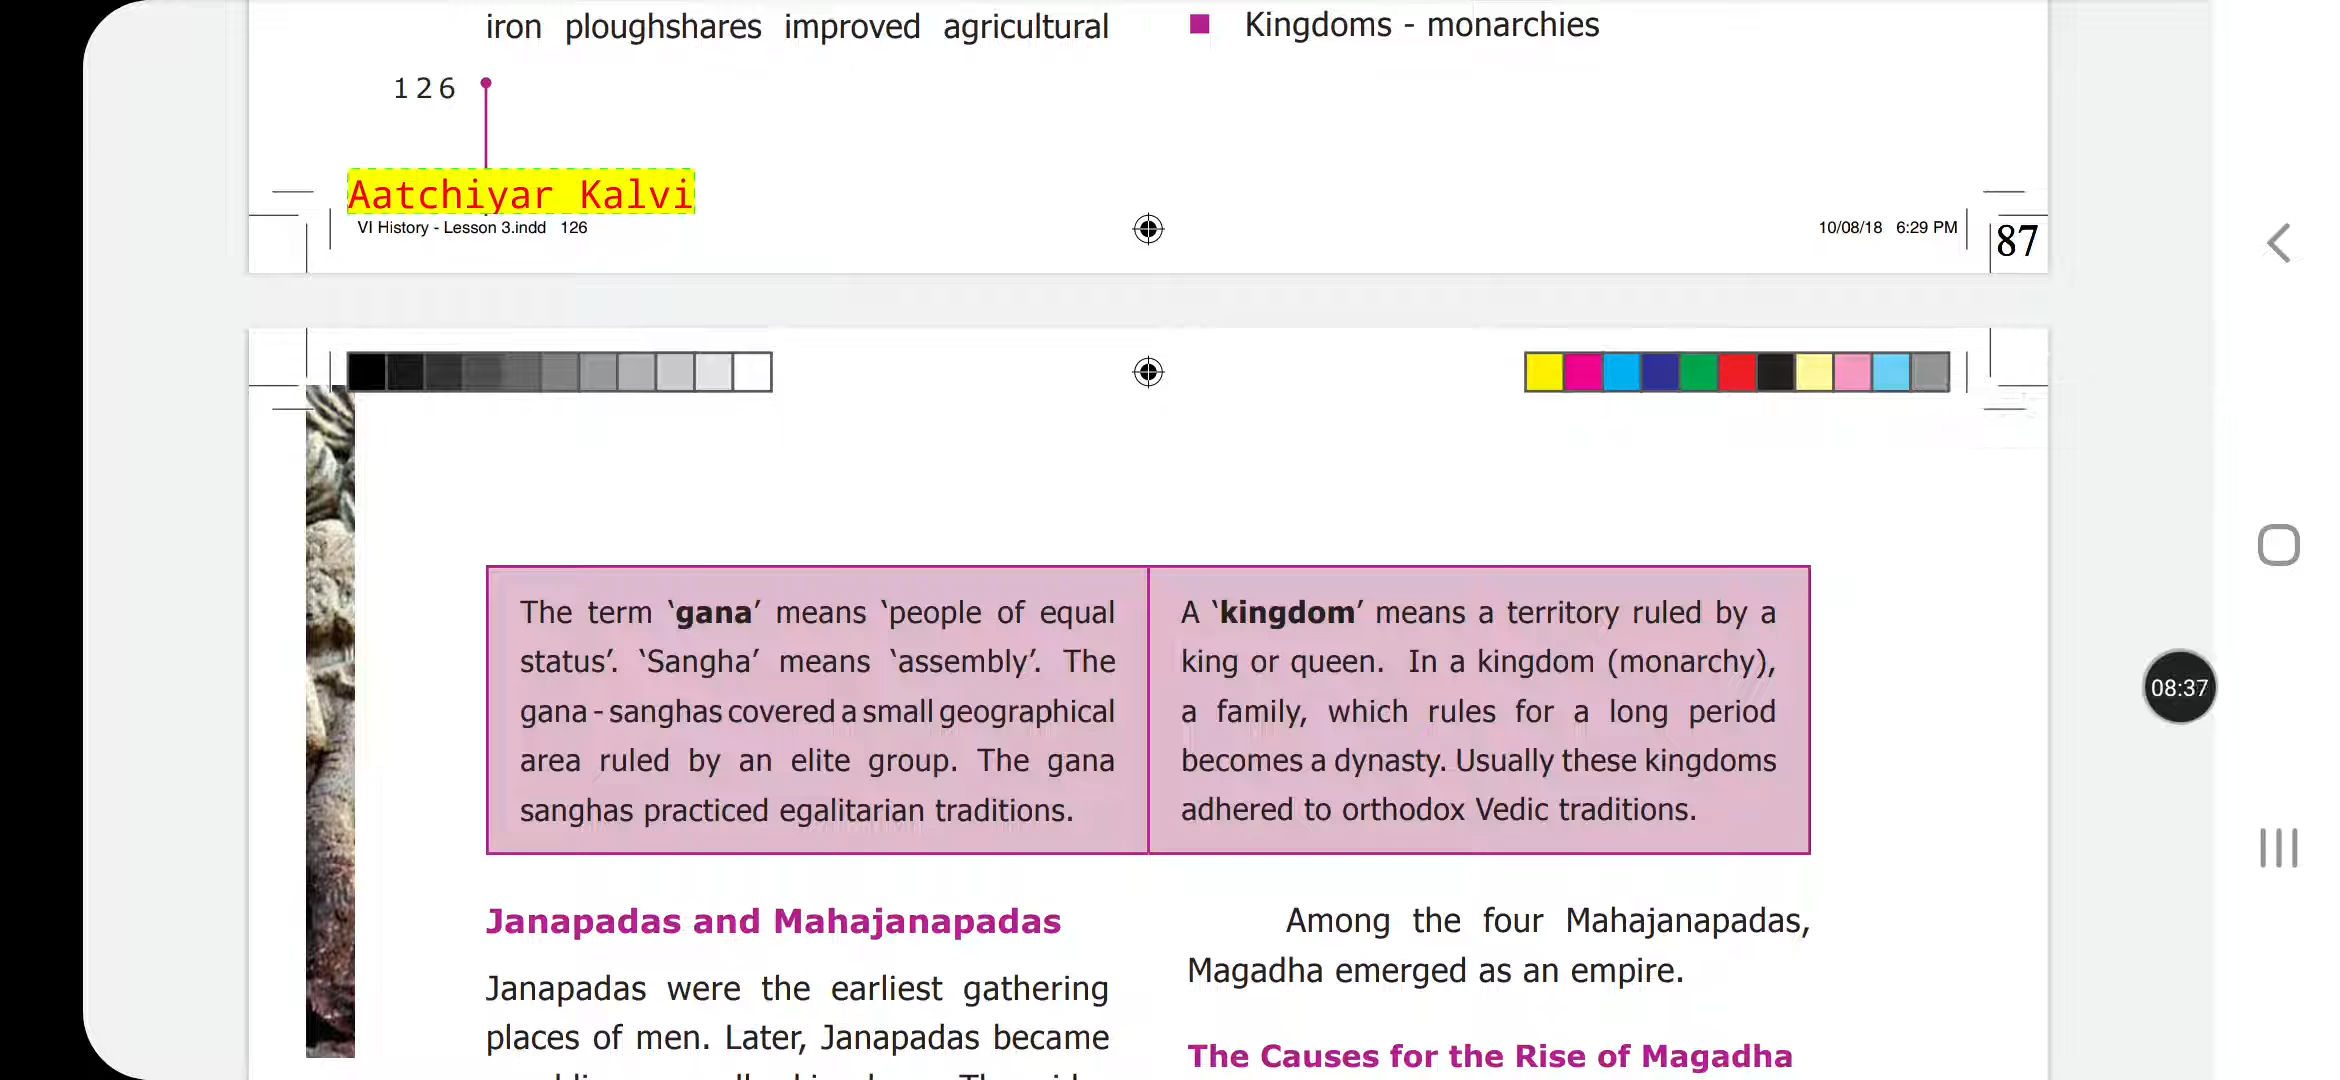 iron ploughshares improved agricultural
Kingdoms - monarchies
126
Aatchiyar Kalvi
VI History - Lesson 3.indd 126
10/08/18 6:29 PM
87
The term ‘gana’ means ‘people of equal
status’. ‘Sangha’ means ‘assembly’. The
gana - sanghas covered a small geographical
area ruled by an elite group. The gana
sanghas practiced egalitarian traditions.
A ‘kingdom’ means a territory ruled by a
king or queen. In a kingdom (monarchy),
a family, which rules for a long period
becomes a dynasty. Usually these kingdoms
adhered to orthodox Vedic traditions.
08:37
Janapadas and Mahajanapadas
Janapadas were the earliest gathering
places of men. Later, Janapadas became
Among the four Mahajanapadas,
Magadha emerged as an empire.
The Causes for the Rise of Magadha